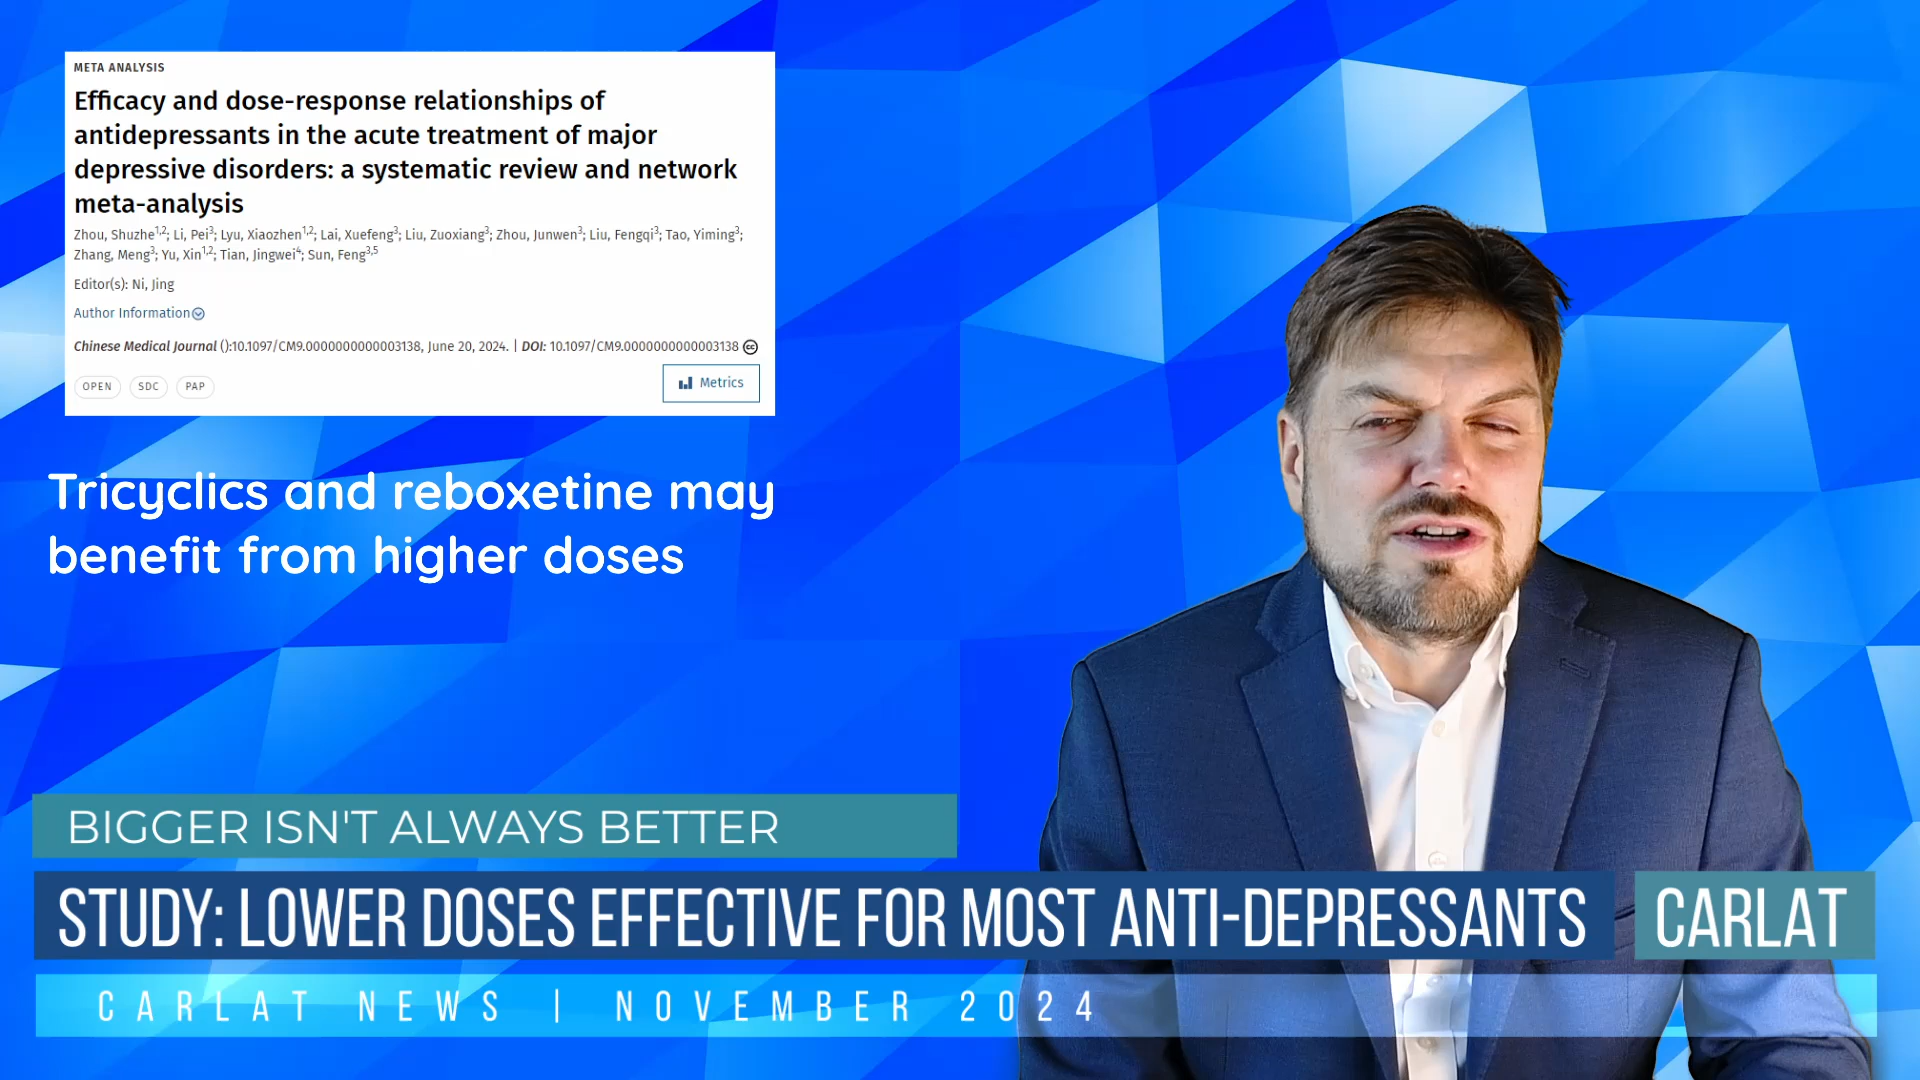 META ANALYSIS
Efficacy and dose-response relationships of
antidepressants in the acute treatment of major
depressive disorders: a systematic review and network
meta-analysis
Zhou, Shuzhe1,2; Li, Pei3; Lyu, Xiaozhen1,2; Lai, Xuefeng3; Liu, Zuoxiang3; Zhou, Junwen3; Liu, Fengqi3; Tao, Yiming3;
Zhang, Meng3; Yu, Xin1,2; Tian, Jingwei4; Sun, Feng3,5
Editor(s): Ni, Jing
Author Information
Chinese Medical Journal ():10.1097/CM9.0000000000003138, June 20, 2024. | DOI: 10.1097/CM9.0000000000003138
OPEN SDC PAP
Metrics
Tricyclics and reboxetine may
benefit from higher doses
BIGGER ISN'T ALWAYS BETTER
STUDY: LOWER DOSES EFFECTIVE FOR MOST ANTI-DEPRESSANTS
CARLAT
CARLAT NEWS | NOVEMBER 2024